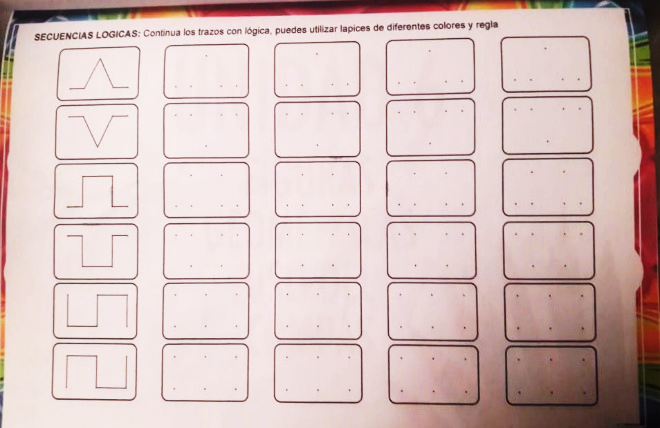 SECUENCIAS LOGICAS: Continua los trazos con lógica, puedes utilizar lapices de diferentes colores y regla